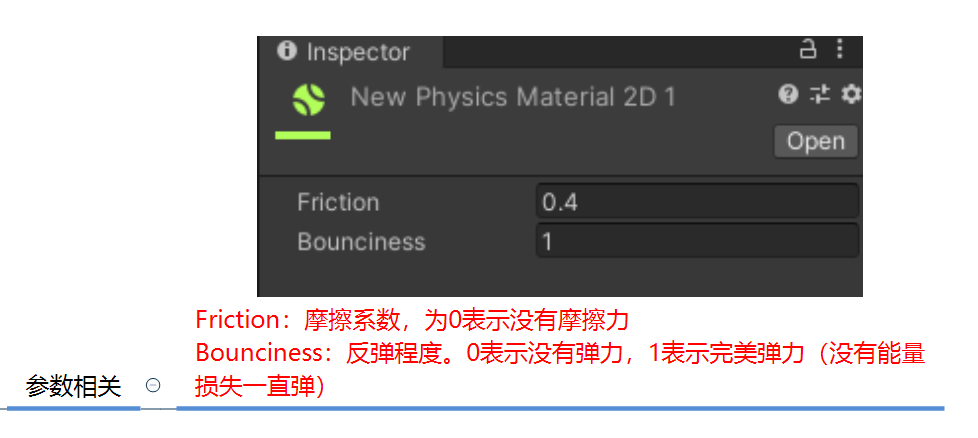 Inspector
New Physics Material 2D 1
Open
Friction 0.4
Bounciness 1
Friction：摩擦系数，为0表示没有摩擦力
Bounciness：反弹程度。0表示没有弹力，1表示完美弹力（没有能量
参数相关 损失一直弹）